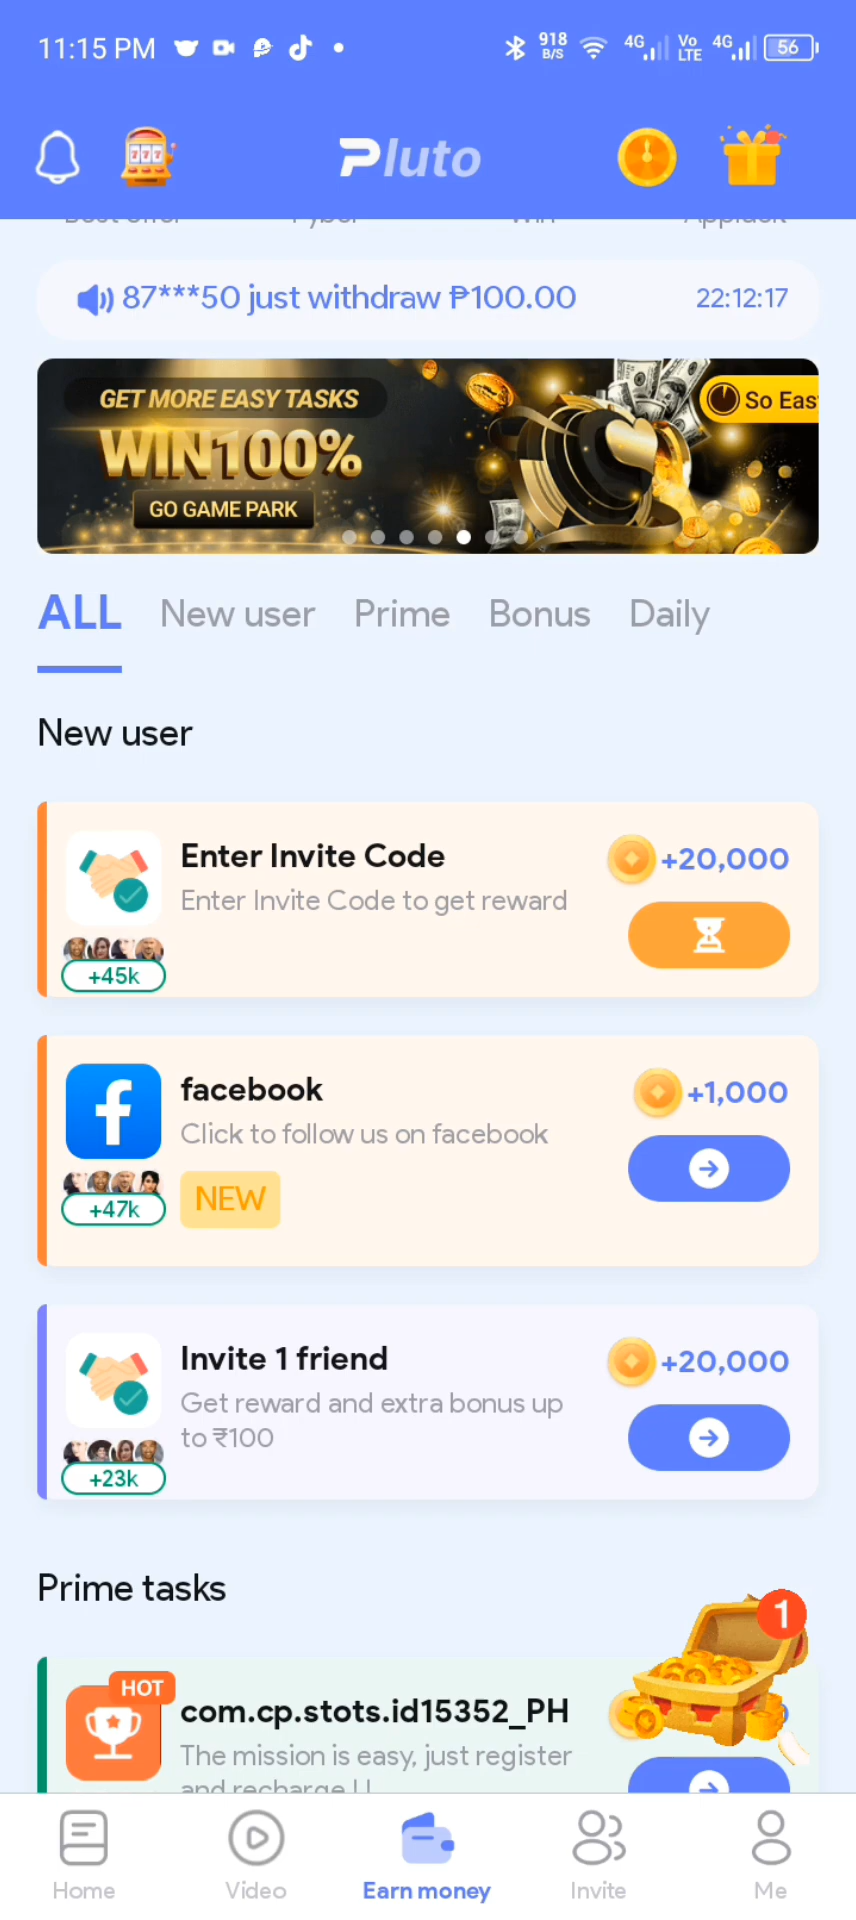 11:15 PM
918 B/S 4G Vo LTE 4G 56
777
Pluto
Best offer Fyber Win Appluck
87***50 just withdraw ₱100.00 22:12:17
GET MORE EASY TASKS
So Eas
WIN100%
GO GAME PARK
ALL New user Prime Bonus Daily
New user
Enter Invite Code +20,000
Enter Invite Code to get reward
+45k
facebook +1,000
Click to follow us on facebook
NEW
+47k
Invite 1 friend +20,000
Get reward and extra bonus up
to ₹100
+23k
Prime tasks
1
HOT
com.cp.stots.id15352_PH
The mission is easy, just register
and recharge ! !
Home Video Earn money Invite Me